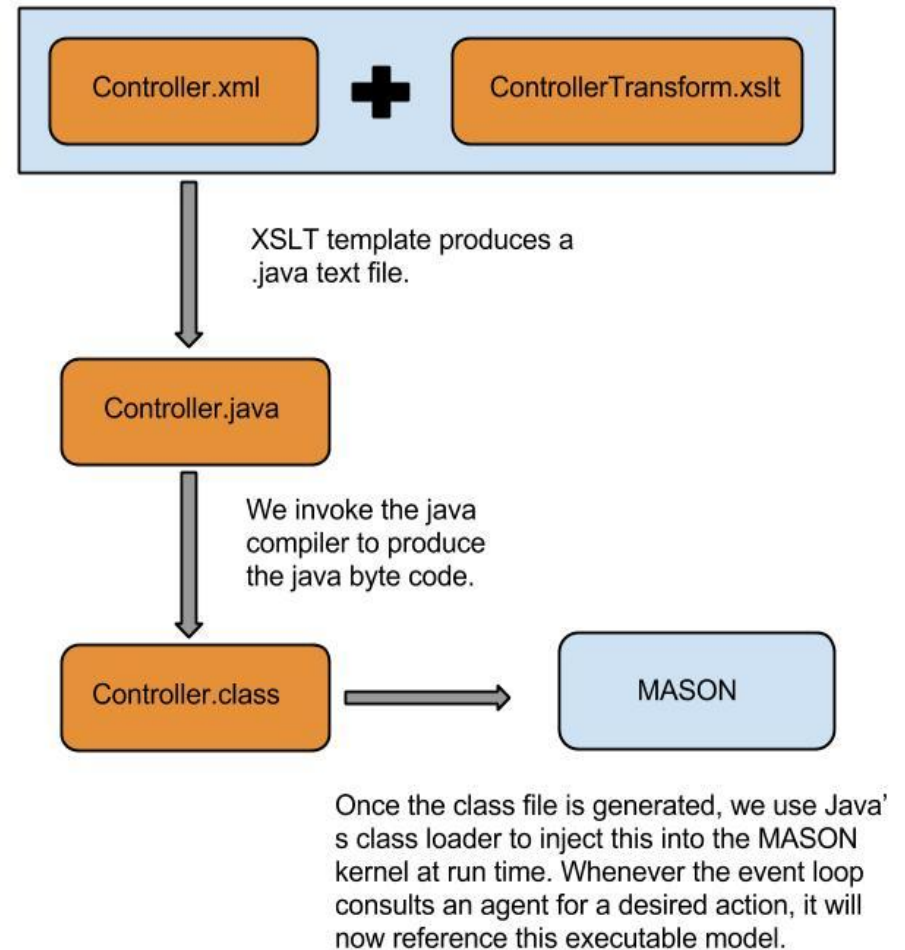 Controller.xml
ControllerTransform.xslt
XSLT template produces a
.java text file.
Controller.java
We invoke the java
compiler to produce
the java byte code.
Controller.class
MASON
Once the class file is generated, we use Java'
s class loader to inject this into the MASON
kernel at run time. Whenever the event loop
consults an agent for a desired action, it will
now reference this executable model.